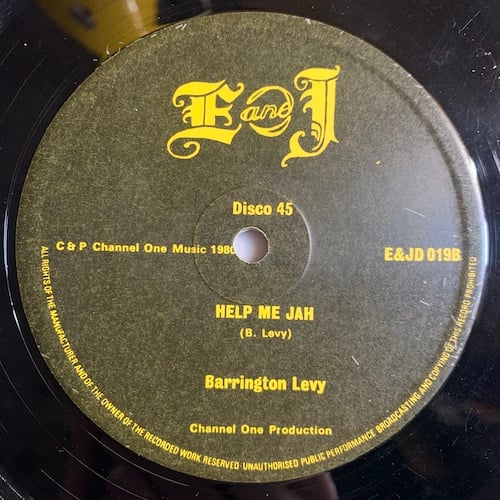 E and J
Disco 45
C & P Channel One Music 1980
E&JD 019B
HELP ME JAH
(B. Levy)
Barrington Levy
Channel One Production
ALL RIGHTS OF THE MANUFACTURER AND OF THE OWNER OF THE RECORDED WORK RESERVED · UNAUTHORISED PUBLIC PERFORMANCE BROADCASTING AND COPYING OF THIS RECORD PROHIBITED